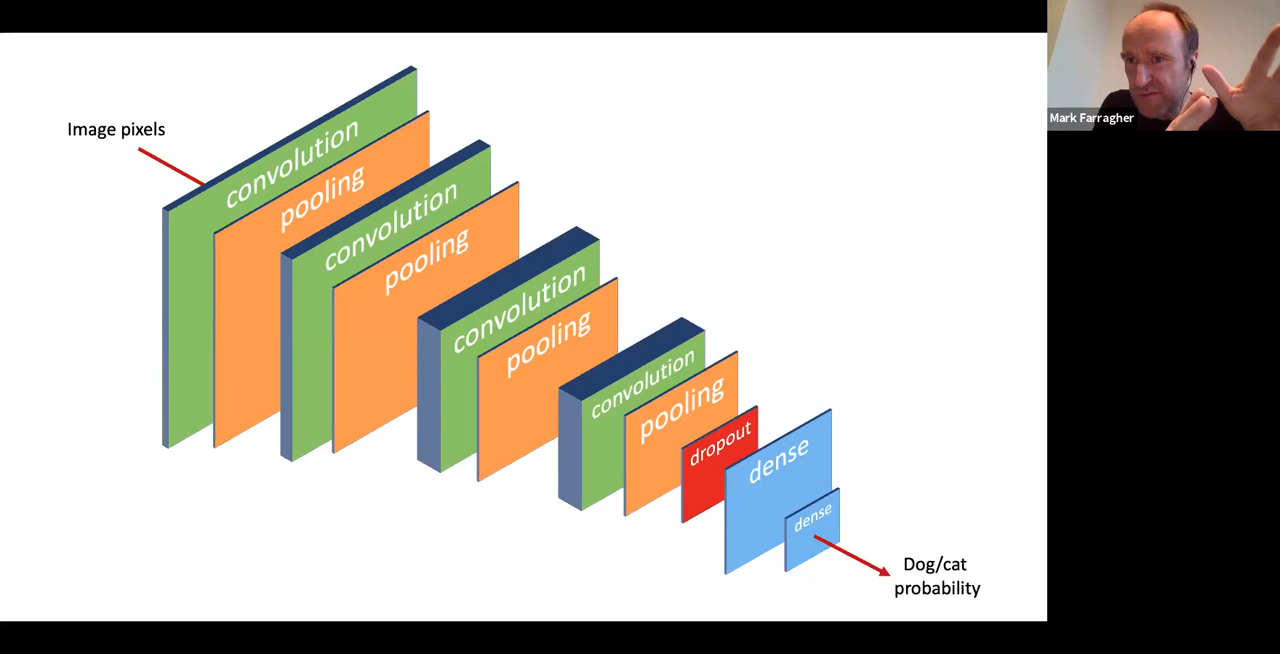 Image pixels
convolution
pooling
convolution
pooling
convolution
pooling
convolution
pooling
dropout
dense
dense
Dog/cat
probability
Mark Farragher